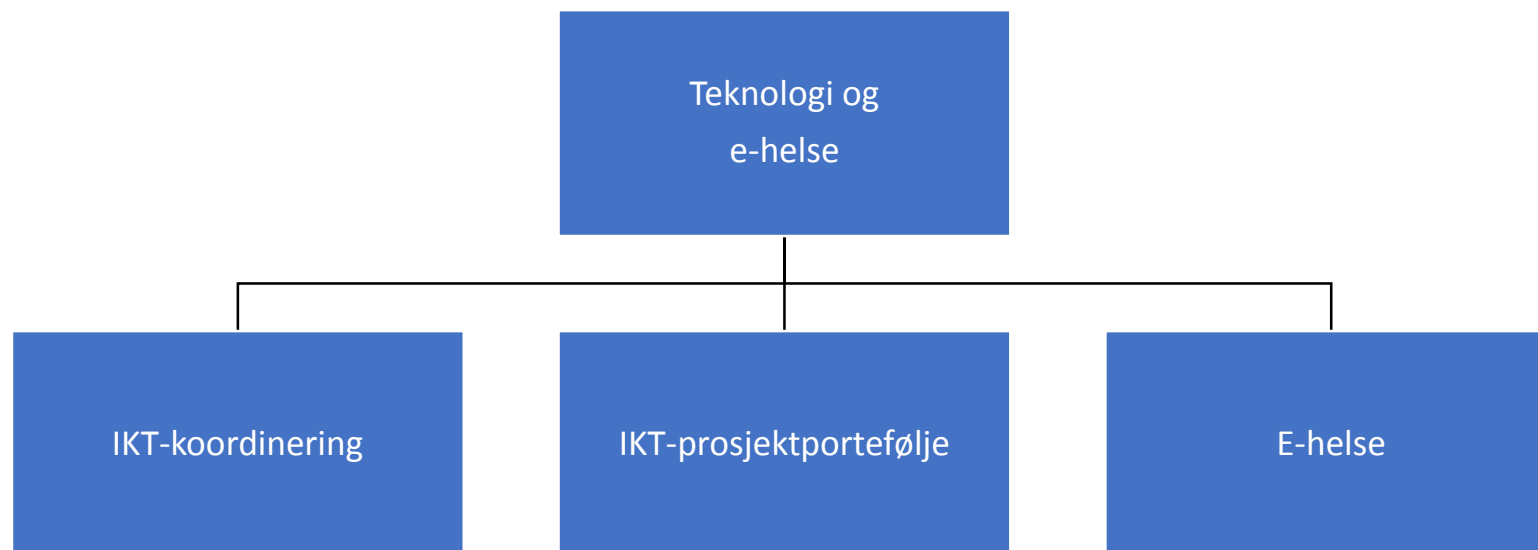 Teknologi og
e-helse
IKT-koordinering
IKT-prosjektportefølje
E-helse